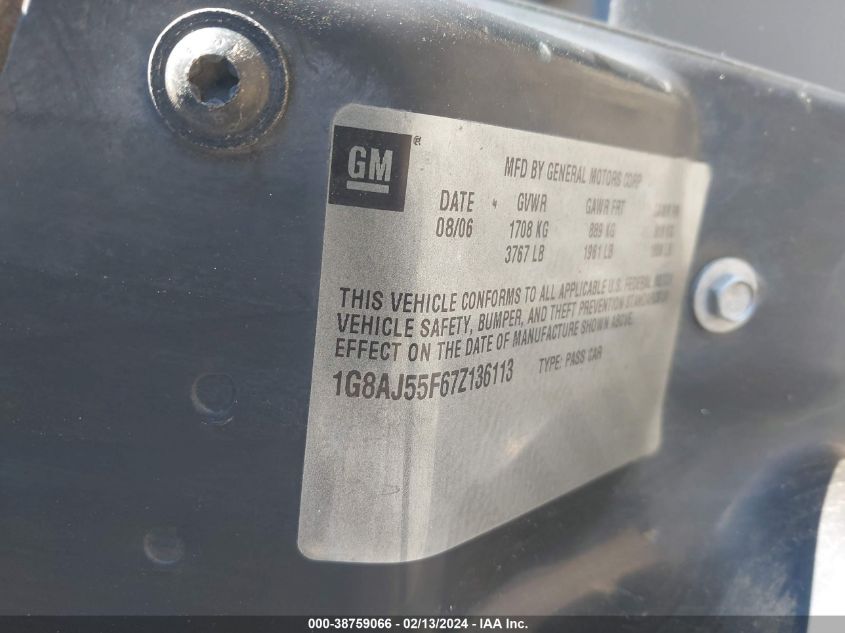 GM ®
MFD BY GENERAL MOTORS CORP
DATE GVWR GAWR FRT
08/06 1708 KG 889 KG
3767 LB 1961 LB
THIS VEHICLE CONFORMS TO ALL APPLICABLE U.S. FEDERAL MOTOR
VEHICLE SAFETY, BUMPER, AND THEFT PREVENTION STANDARDS IN
EFFECT ON THE DATE OF MANUFACTURE SHOWN ABOVE.
1G8AJ55F67Z136113 TYPE: PASS CAR
000-38759066 - 02/13/2024 - IAA Inc.